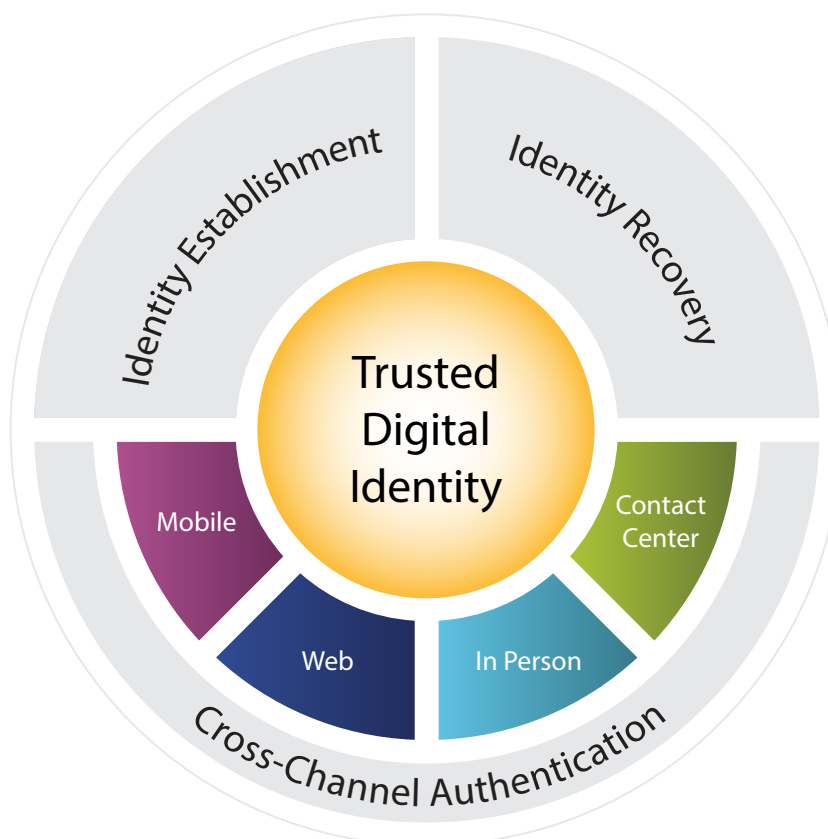 Identity Establishment
Identity Recovery
Trusted
Digital
Identity
Mobile
Contact
Center
Web
In Person
Cross-Channel Authentication